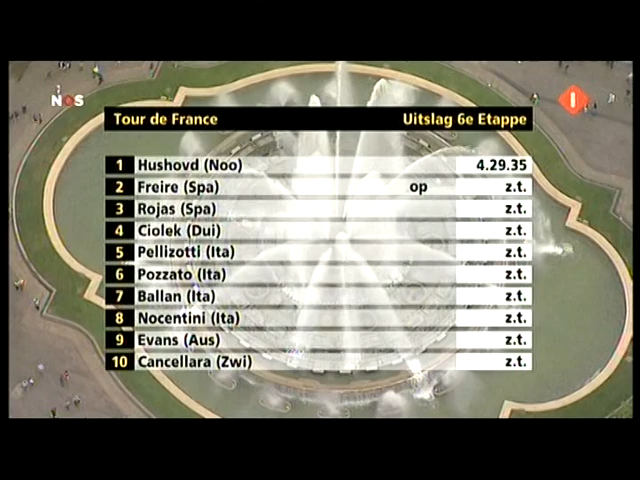 NOS
1
Tour de France Uitslag 6e Etappe
1 Hushovd (Noo) 4.29.35
2 Freire (Spa) op z.t.
3 Rojas (Spa) z.t.
4 Ciolek (Dui) z.t.
5 Pellizotti (Ita) z.t.
6 Pozzato (Ita) z.t.
7 Ballan (Ita) z.t.
8 Nocentini (Ita) z.t.
9 Evans (Aus) z.t.
10 Cancellara (Zwi) z.t.